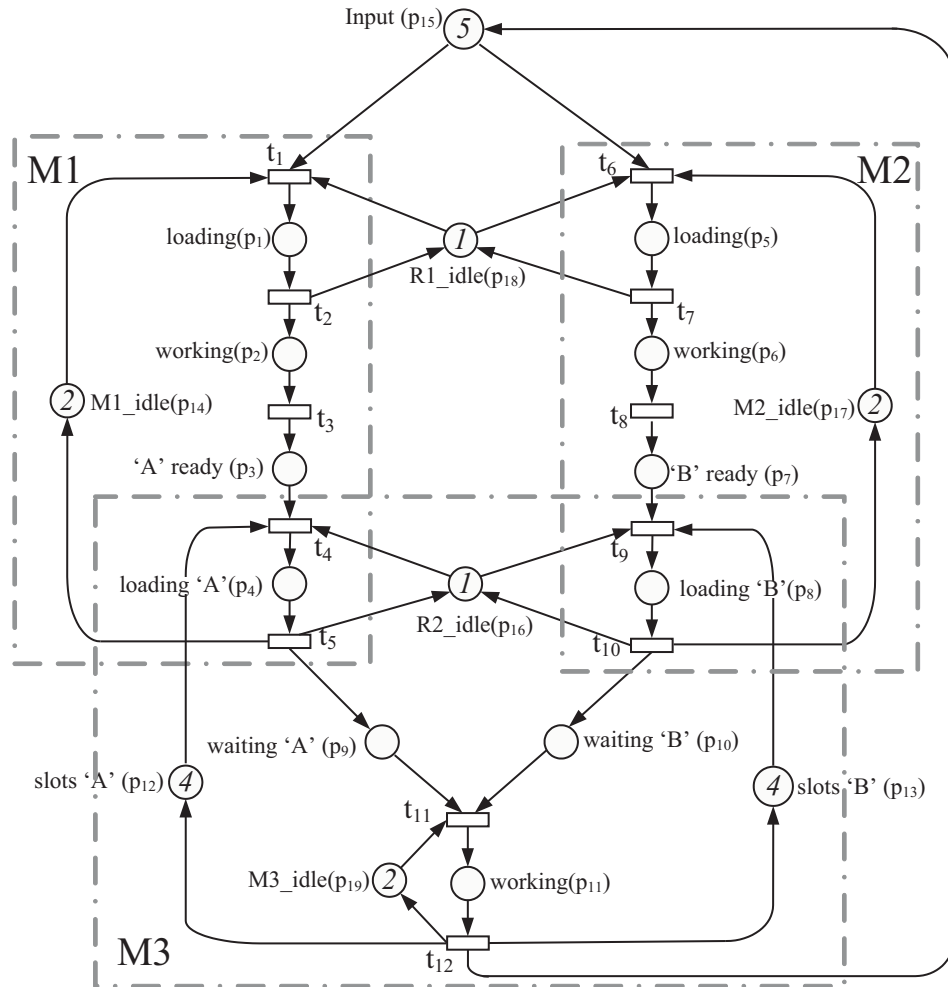 Input (p15)
5
M1
t1
t6
M2
loading(p1)
1
loading(p5)
R1_idle(p18)
t2
t7
working(p2)
working(p6)
2
M1_idle(p14)
t3
t8
M2_idle(p17)
2
‘A’ ready (p3)
‘B’ ready (p7)
t4
t9
loading ‘A’(p4)
1
loading ‘B’(p8)
R2_idle(p16)
t5
t10
waiting ‘A’ (p9)
waiting ‘B’ (p10)
slots ‘A’ (p12)
4
4
slots ‘B’ (p13)
t11
M3_idle(p19)
2
working(p11)
M3
t12